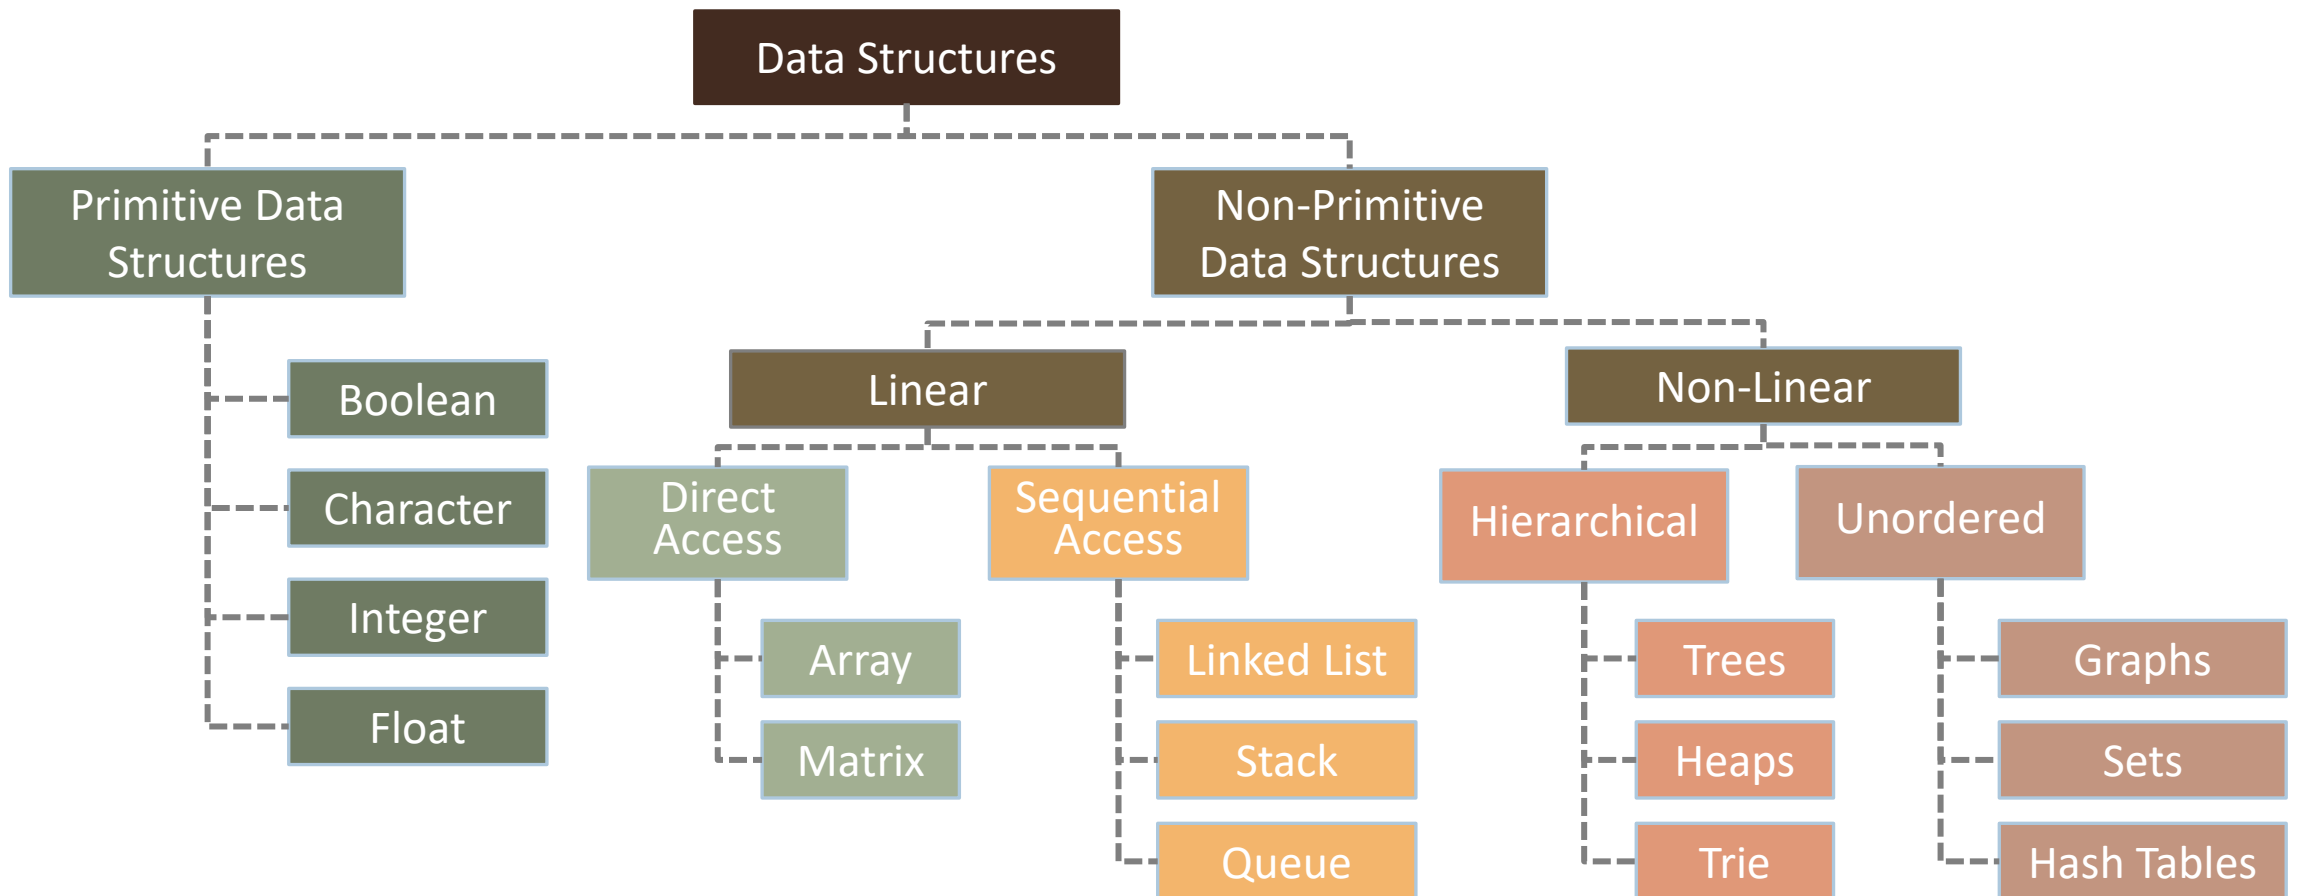 Data Structures
Primitive Data
Structures
Non-Primitive
Data Structures
Boolean
Character
Integer
Float
Linear
Non-Linear
Direct
Access
Sequential
Access
Hierarchical
Unordered
Array
Matrix
Linked List
Stack
Queue
Trees
Heaps
Trie
Graphs
Sets
Hash Tables